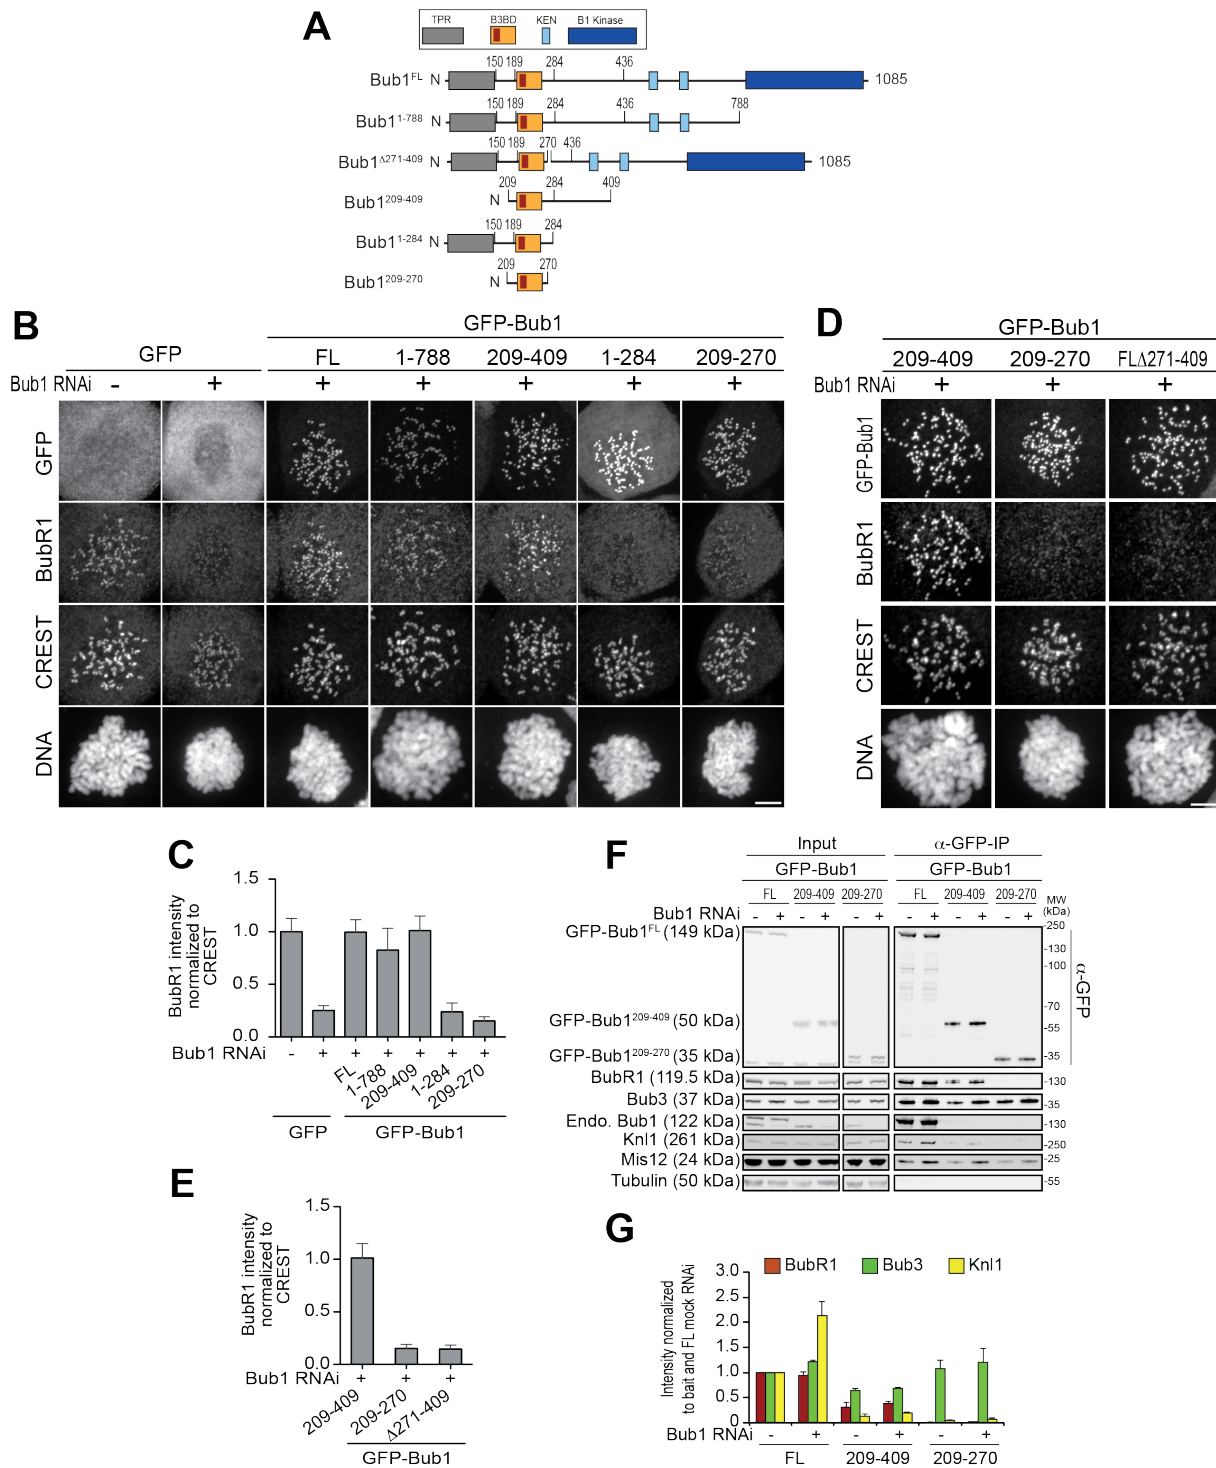 A
TPR B3BD KEN B1 Kinase
Bub1FL N 150 189 284 436 1085
Bub11-788 N 150 189 284 436 788
Bub1Δ271-409 N 150 189 270 436 1085
Bub1209-409 N 209 284 409
Bub11-284 N 150 189 284
Bub1209-270 N 209 270
B
GFP-Bub1
GFP FL 1-788 209-409 1-284 209-270
Bub1 RNAi - + + + + + +
GFP
BubR1
CREST
DNA
D
GFP-Bub1
209-409 209-270 FLΔ271-409
Bub1 RNAi + + +
GFP-Bub1
BubR1
CREST
DNA
C
BubR1 intensity
normalized to
CREST
1.5
1.0
0.5
0.0
Bub1 RNAi - + + + + + +
FL 1-788 209-409 1-284 209-270
GFP GFP-Bub1
E
BubR1 intensity
normalized to
CREST
1.5
1.0
0.5
0.0
Bub1 RNAi + + +
209-409 209-270 Δ271-409
GFP-Bub1
F
Input α-GFP-IP
GFP-Bub1 GFP-Bub1
FL 209-409 209-270 FL 209-409 209-270 MW
(kDa)
Bub1 RNAi - + - + - + - + - + - +
GFP-Bub1FL (149 kDa)
GFP-Bub1209-409 (50 kDa)
GFP-Bub1209-270 (35 kDa)
BubR1 (119.5 kDa)
Bub3 (37 kDa)
Endo. Bub1 (122 kDa)
Knl1 (261 kDa)
Mis12 (24 kDa)
Tubulin (50 kDa)
-250
-130
-100
-70
-55
-35
-130
-35
-130
-250
-25
-55
α-GFP
G
BubR1 Bub3 Knl1
Intensity normalized
to bait and FL mock RNAi
3.0
2.5
2.0
1.5
1.0
0.5
0
Bub1 RNAi - + - + - +
FL 209-409 209-270